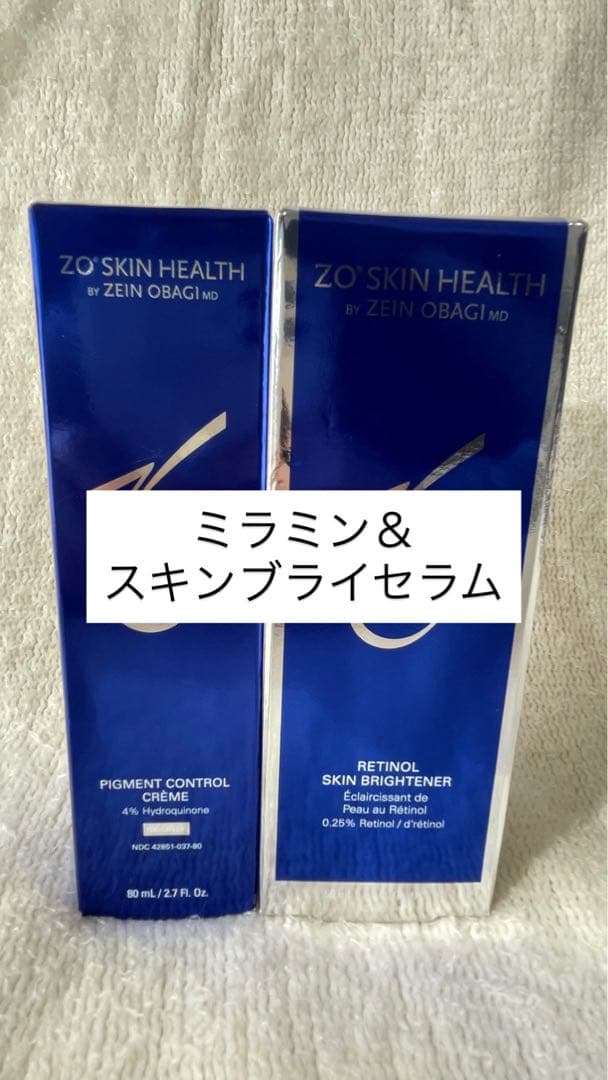 ZO® SKIN HEALTH
BY ZEIN OBAGI MD
PIGMENT CONTROL
CRÈME
4% Hydroquinone
NDC 42851-037-80
80 mL / 2.7 Fl. Oz.
ZO® SKIN HEALTH
BY ZEIN OBAGI MD
RETINOL
SKIN BRIGHTENER
Éclaircissant de
Peau au Rétinol
0.25% Retinol / d'rétinol
ミラミン&
スキンブライセラム